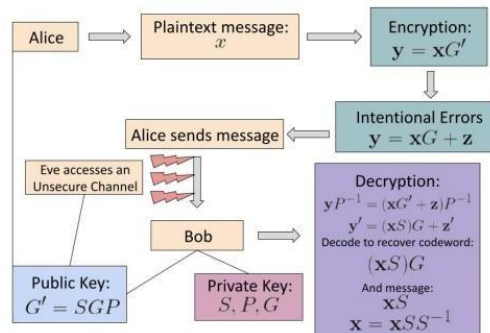 Alice
Plaintext message:
x
Encryption:
y = xG′
Intentional Errors
y = xG + z
Alice sends message
Eve accesses an
Unsecure Channel
Bob
Public Key:
G′ = SGP
Private Key:
S, P, G
Decryption:
yP⁻¹ = (xG′ + z)P⁻¹
y′ = (xS)G + z′
Decode to recover codeword:
(xS)G
And message:
xS
x = xSS⁻¹